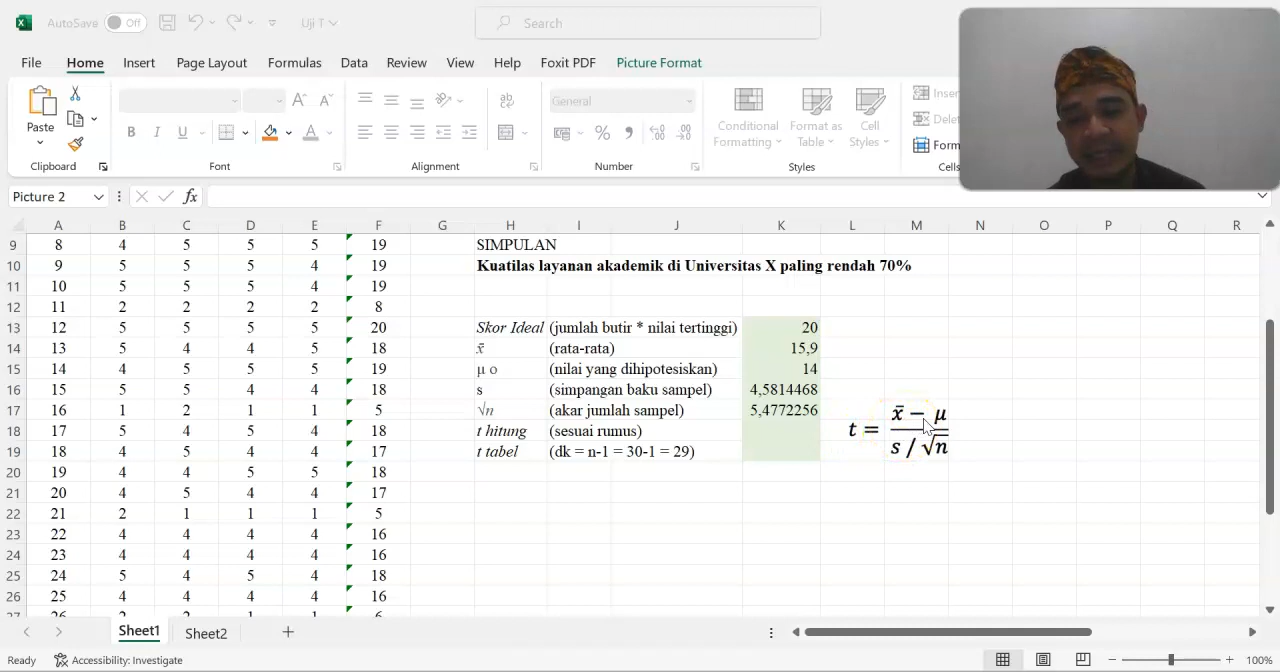 AutoSave Off Uji T Search
File Home Insert Page Layout Formulas Data Review View Help Foxit PDF Picture Format
Paste General Conditional Formatting Format as Table Cell Styles
Clipboard Font Alignment Number Styles Cells
Picture 2 fx
A B C D E F G H I J K L M N O P Q R
9 8 4 5 5 5 19 SIMPULAN
10 9 5 5 5 4 19 Kuatilas layanan akademik di Universitas X paling rendah 70%
11 10 5 5 5 4 19
12 11 2 2 2 2 8
13 12 5 5 5 5 20 Skor Ideal (jumlah butir * nilai tertinggi) 20
14 13 5 4 4 5 18 x̄ (rata-rata) 15,9
15 14 4 5 5 5 19 μ o (nilai yang dihipotesiskan) 14
16 15 5 5 4 4 18 s (simpangan baku sampel) 4,5814468
17 16 1 2 1 1 5 √n (akar jumlah sampel) 5,4772256
18 17 5 4 5 4 18 t hitung (sesuai rumus)
19 18 4 5 4 4 17 t tabel (dk = n-1 = 30-1 = 29)
t = x̄ − μ
s / √n
20 19 4 4 5 5 18
21 20 4 5 4 4 17
22 21 2 1 1 1 5
23 22 4 4 4 4 16
24 23 4 4 4 4 16
25 24 5 4 5 4 18
26 25 4 4 4 4 16
Sheet1 Sheet2
Ready Accessibility: Investigate 100%